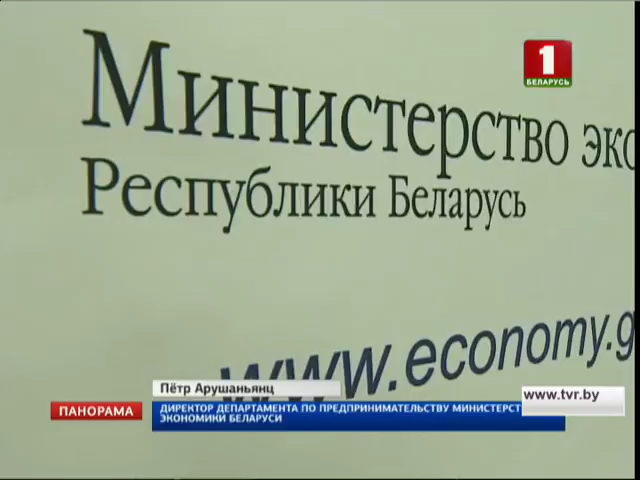 1
БЕЛАРУСЬ
Министерство эко
Республики Беларусь
www.economy.g
Пётр Арушаньянц
www.tvr.by
ПАНОРАМА
ДИРЕКТОР ДЕПАРТАМЕНТА ПО ПРЕДПРИНИМАТЕЛЬСТВУ МИНИСТЕРСТ
ЭКОНОМИКИ БЕЛАРУСИ